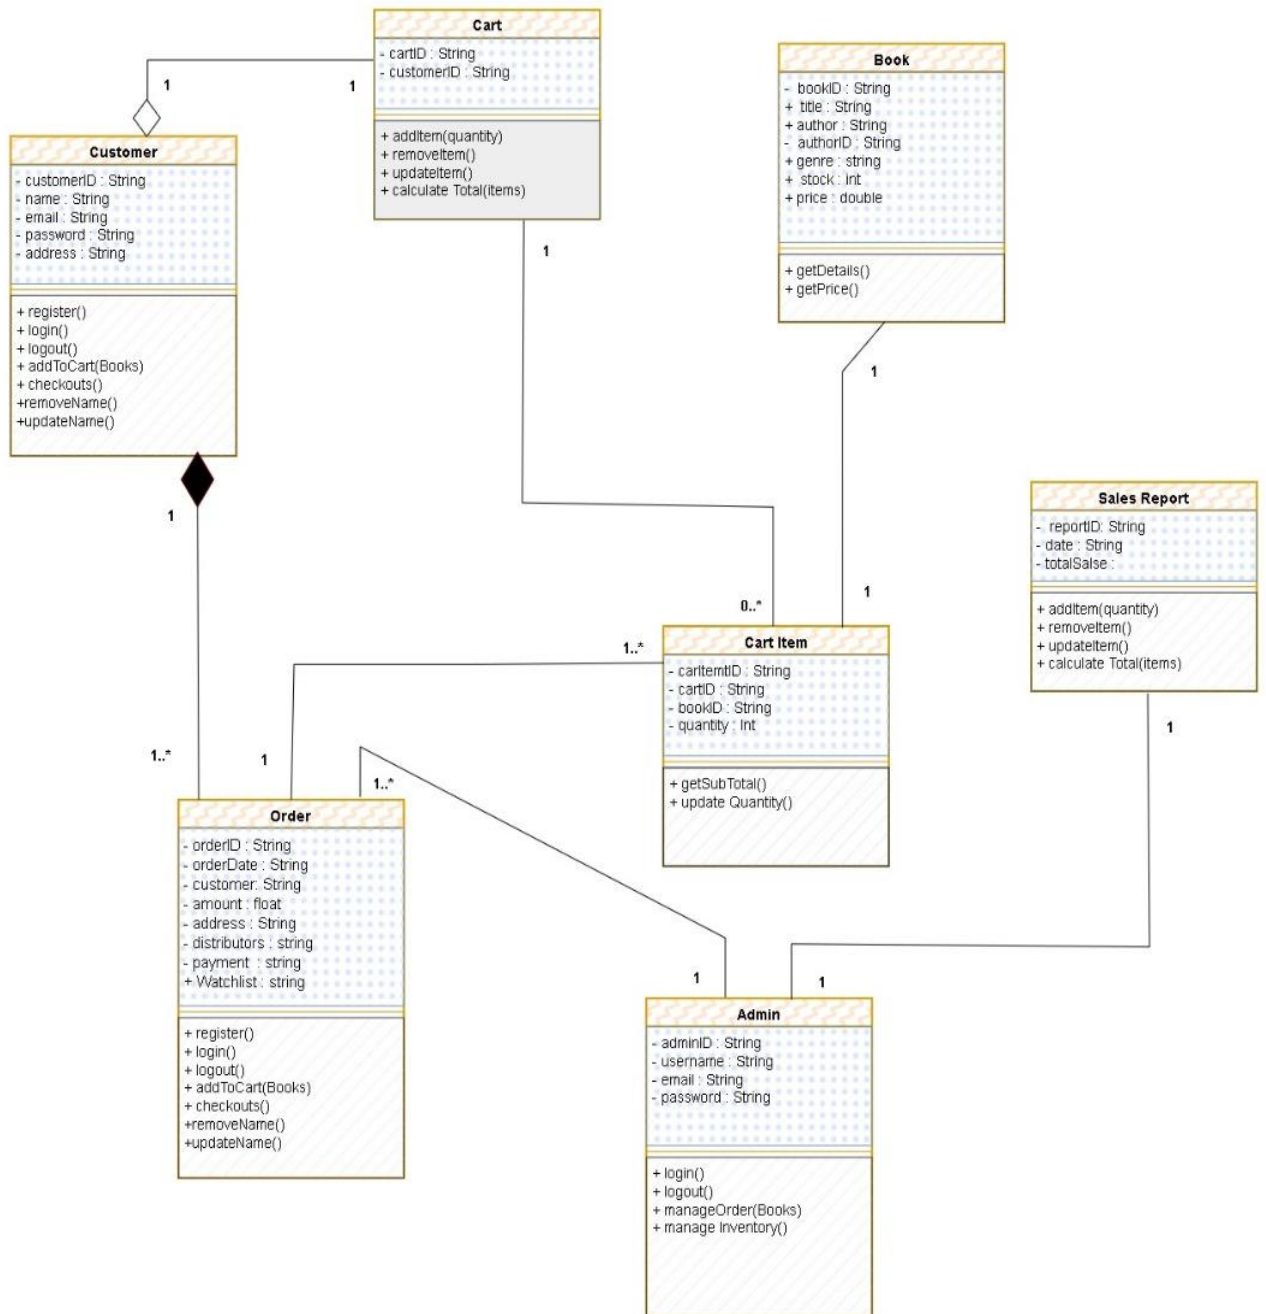 Cart
- cartID : String
- customerID : String
+ addItem(quantity)
+ removeItem()
+ updateItem()
+ calculate Total(items)
1
1
1
Book
- bookID : String
+ title : String
+ author : String
- authorID : String
+ genre : string
+ stock : int
+ price : double
+ getDetails()
+ getPrice()
1
Customer
- customerID : String
- name : String
- email : String
- password : String
- address : String
+ register()
+ login()
+ logout()
+ addToCart(Books)
+ checkouts()
+removeName()
+updateName()
1
Sales Report
- reportID: String
- date : String
- totalSalse :
+ addItem(quantity)
+ removeItem()
+ updateItem()
+ calculate Total(items)
1
0..*
1
1..*
Cart Item
- carItemtID : String
- cartID : String
- bookID : String
- quantity : Int
+ getSubTotal()
+ update Quantity()
1..*
1
1..*
Order
- orderID : String
- orderDate : String
- customer: String
- amount : float
- address : String
- distributors : string
- payment : string
+ Watchlist : string
+ register()
+ login()
+ logout()
+ addToCart(Books)
+ checkouts()
+removeName()
+updateName()
1
1
Admin
- adminID : String
- username : String
- email : String
- password : String
+ login()
+ logout()
+ manageOrder(Books)
+ manage Inventory()